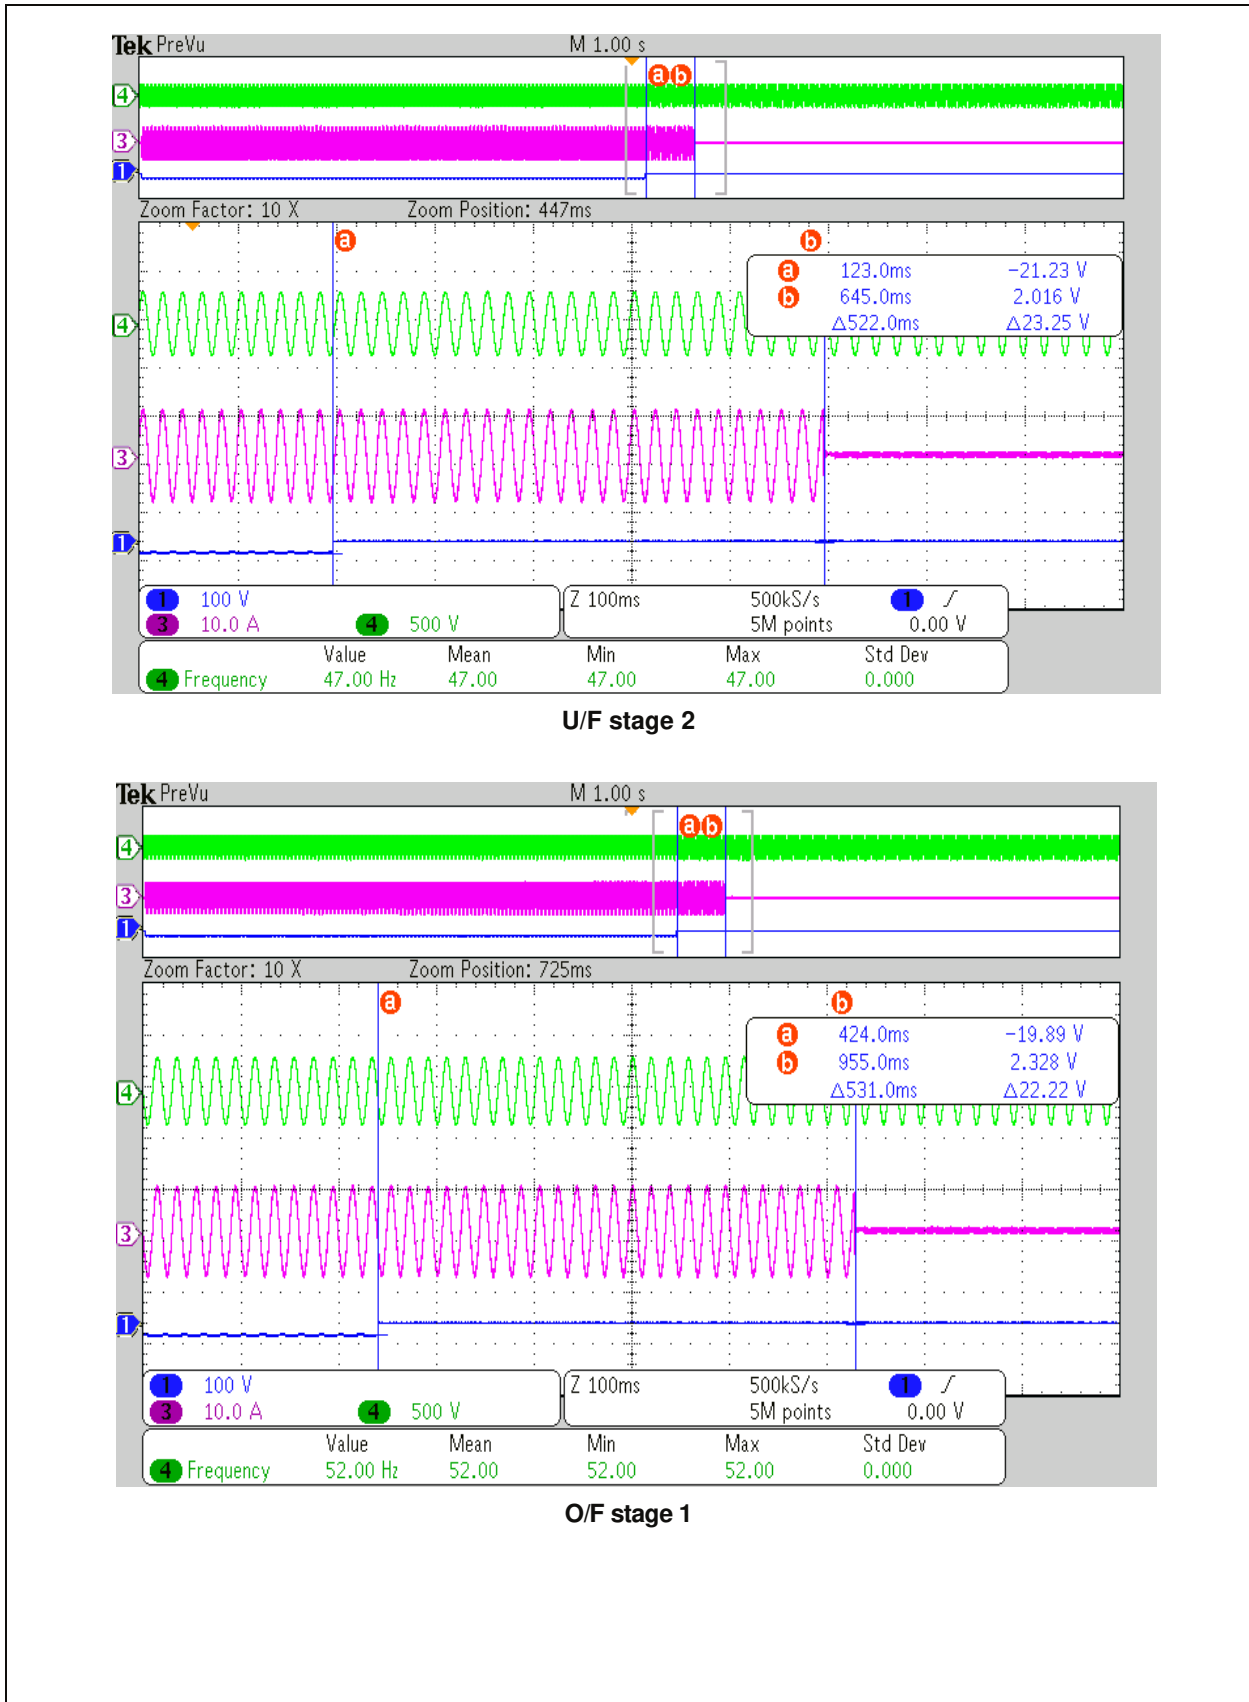 Tek PreVu M 1.00 s
a b
4
3
1
Zoom Factor: 10 X Zoom Position: 447ms
a b
a 123.0ms -21.23 V
b 645.0ms 2.016 V
Δ522.0ms Δ23.25 V
4
3
1
1 100 V Z 100ms 500kS/s 1 0.00 V
3 10.0 A 4 500 V 5M points
Value Mean Min Max Std Dev
4 Frequency 47.00 Hz 47.00 47.00 47.00 0.000
U/F stage 2
Tek PreVu M 1.00 s
a b
4
3
1
Zoom Factor: 10 X Zoom Position: 725ms
a b
a 424.0ms -19.89 V
b 955.0ms 2.328 V
Δ531.0ms Δ22.22 V
4
3
1
1 100 V Z 100ms 500kS/s 1 0.00 V
3 10.0 A 4 500 V 5M points
Value Mean Min Max Std Dev
4 Frequency 52.00 Hz 52.00 52.00 52.00 0.000
O/F stage 1